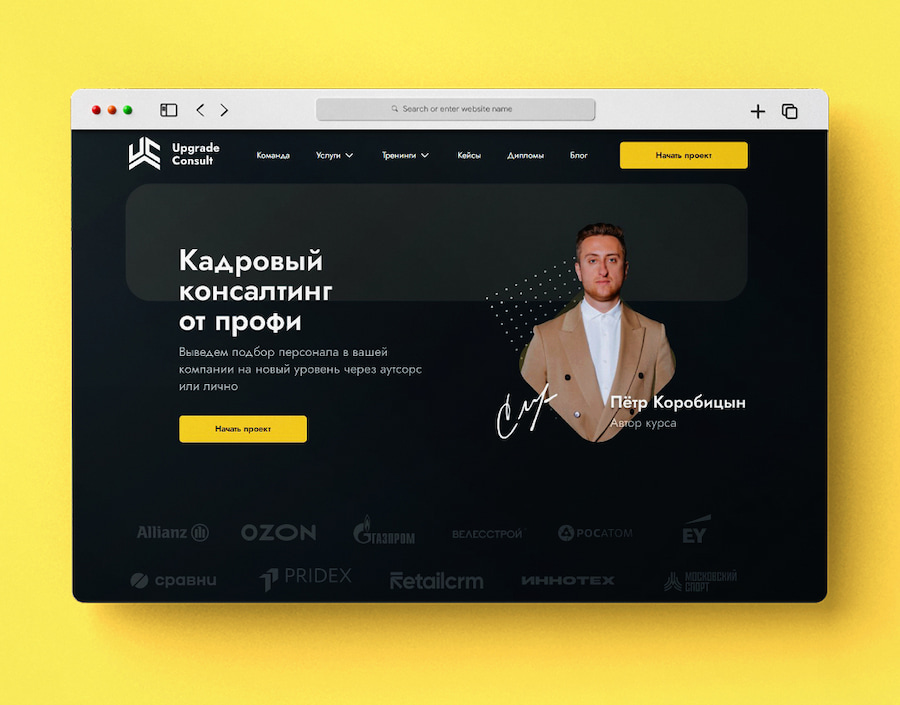 Search or enter website name
Upgrade
Consult
Команда
Услуги
Тренинги
Кейсы
Дипломы
Блог
Начать проект
Кадровый
консалтинг
от профи
Выведем подбор персонала в вашей
компании на новый уровень через аутсорс
или лично
Начать проект
Пётр Коробицын
Автор курса
Allianz
OZON
ГАЗПРОМ
ВЕЛЕССТРОЙ
РОСАТОМ
EY
сравни
PRIDEX
Retailcrm
ИННОТЕХ
МОСКОВСКИЙ
СПОРТ